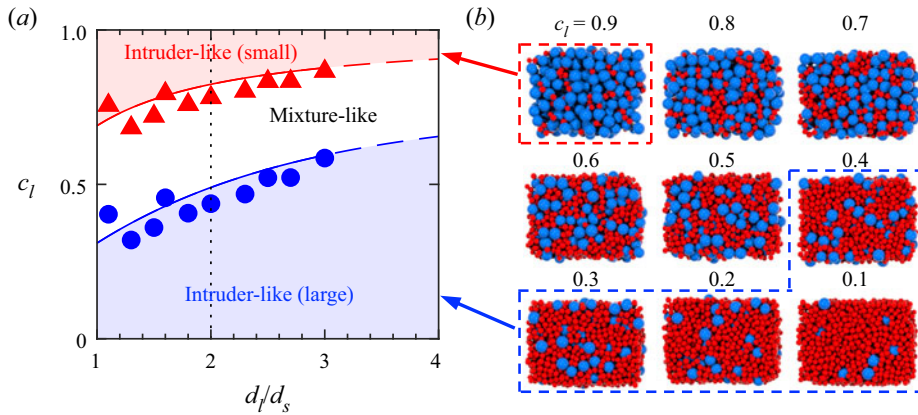 (a)
1.0
0.5
0
c_l
Intruder-like (small)
Mixture-like
Intruder-like (large)
1
2
3
4
d_l/d_s
(b)
c_l = 0.9
0.8
0.7
0.6
0.5
0.4
0.3
0.2
0.1